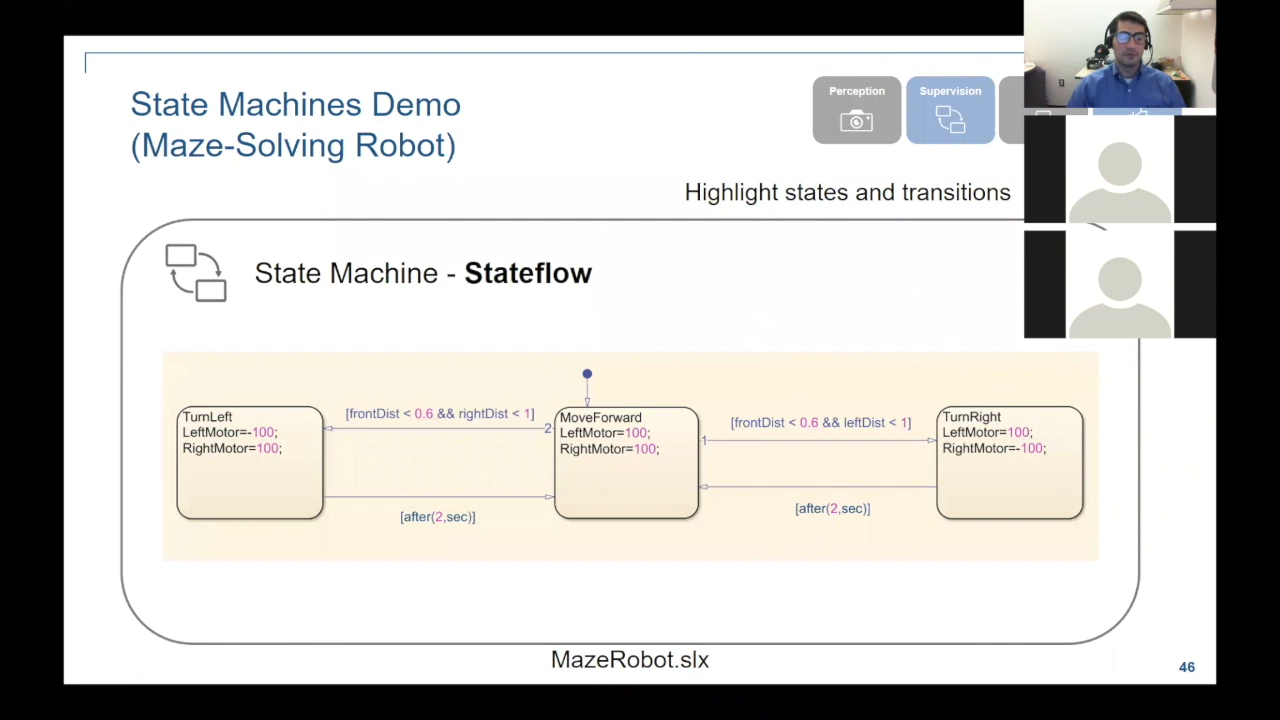 State Machines Demo
(Maze-Solving Robot)
Perception
Supervision
Highlight states and transitions
State Machine - Stateflow
TurnLeft
LeftMotor=-100;
RightMotor=100;
[frontDist < 0.6 && rightDist < 1]
2
[after(2,sec)]
MoveForward
LeftMotor=100;
RightMotor=100;
1
[frontDist < 0.6 && leftDist < 1]
[after(2,sec)]
TurnRight
LeftMotor=100;
RightMotor=-100;
MazeRobot.slx
46